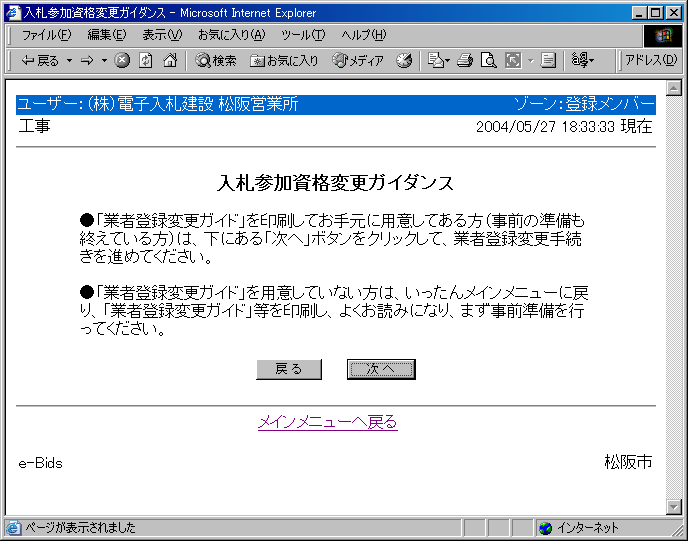 入札参加資格変更ガイダンス - Microsoft Internet Explorer
ファイル(F) 編集(E) 表示(V) お気に入り(A) ツール(T) ヘルプ(H)
戻る 検索 お気に入り メディア アドレス(D)
ユーザー:(株)電子入札建設 松阪営業所 ゾーン:登録メンバー
工事 2004/05/27 18:33:33 現在
入札参加資格変更ガイダンス
●「業者登録変更ガイド」を印刷してお手元に用意してある方(事前の準備も
終えている方)は、下にある「次へ」ボタンをクリックして、業者登録変更手続
きを進めてください。
●「業者登録変更ガイド」を用意していない方は、いったんメインメニューに戻
り、「業者登録変更ガイド」等を印刷し、よくお読みになり、まず事前準備を行
ってください。
戻る 次へ
メインメニューへ戻る
e-Bids 松阪市
ページが表示されました インターネット